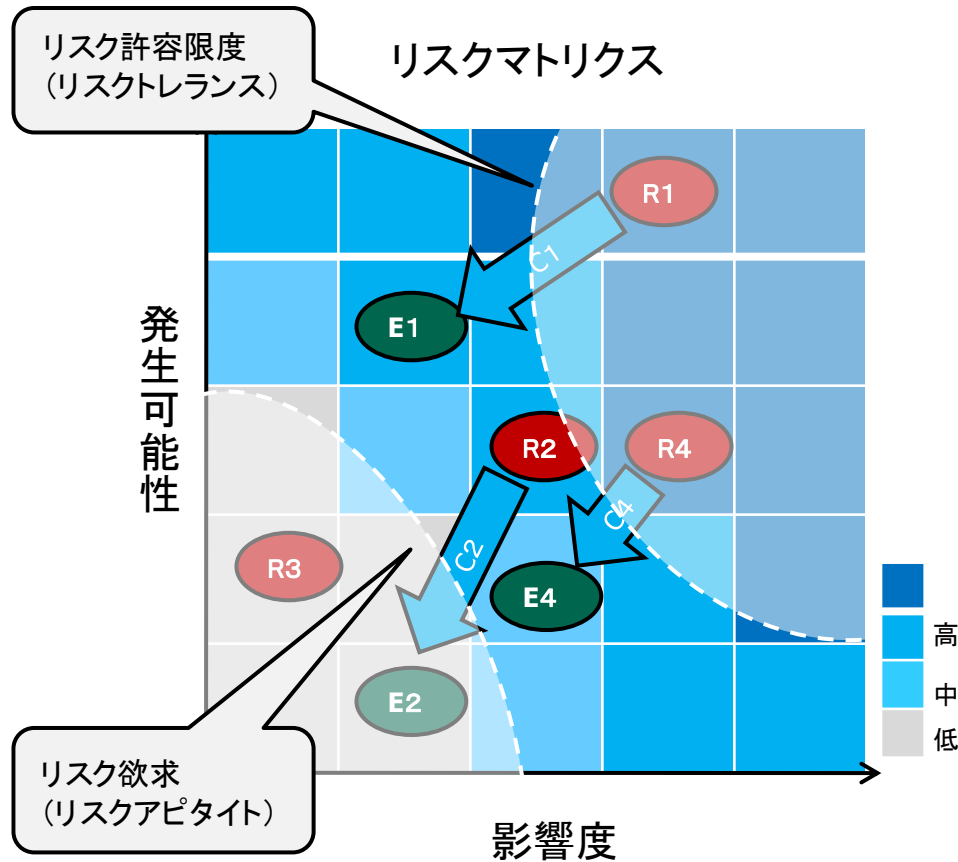 リスク許容限度
（リスクトレランス）
リスクマトリクス
R1
C1
E1
発生可能性
R2
R4
C4
C2
R3
E4
E2
高
中
低
リスク欲求
（リスクアピタイト）
影響度